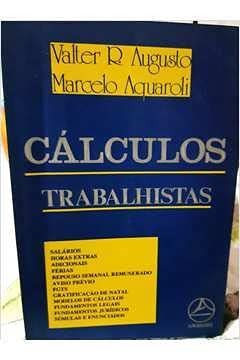 Valter R. Augusto
Marcelo Aquaroli
CÁLCULOS
TRABALHISTAS
SALÁRIOS
HORAS EXTRAS
ADICIONAIS
FÉRIAS
REPOUSO SEMANAL REMUNERADO
AVISO PRÉVIO
FGTS
GRATIFICAÇÃO DE NATAL
MODELOS DE CÁLCULOS
FUNDAMENTOS LEGAIS
FUNDAMENTOS JURÍDICOS
SÚMULAS E ENUNCIADOS